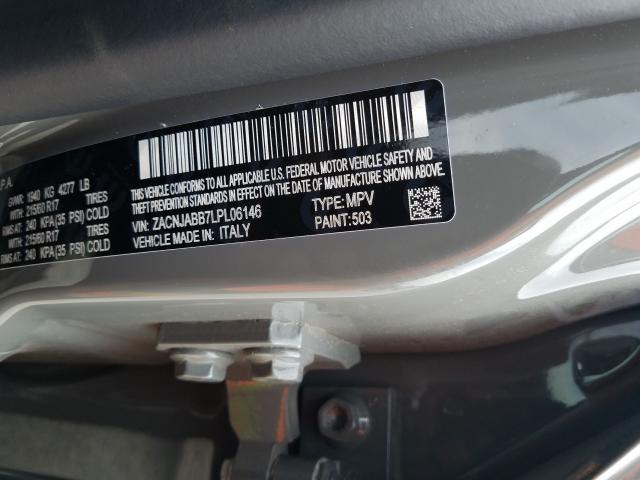 .P.A.
GVWR: 1940 KG 4277 LB
WITH: 215/60 R17 TIRES
RIMS AT: 240 KPA(35 PSI) COLD
WITH: 215/60 R17 TIRES
RIMS AT: 240 KPA(35 PSI) COLD
THIS VEHICLE CONFORMS TO ALL APPLICABLE U.S. FEDERAL MOTOR VEHICLE SAFETY AND
THEFT PREVENTION STANDARDS IN EFFECT ON THE DATE OF MANUFACTURE SHOWN ABOVE.
VIN: ZACNJABB7LPL06146 TYPE: MPV
VEHICLE MADE IN: ITALY PAINT: 503